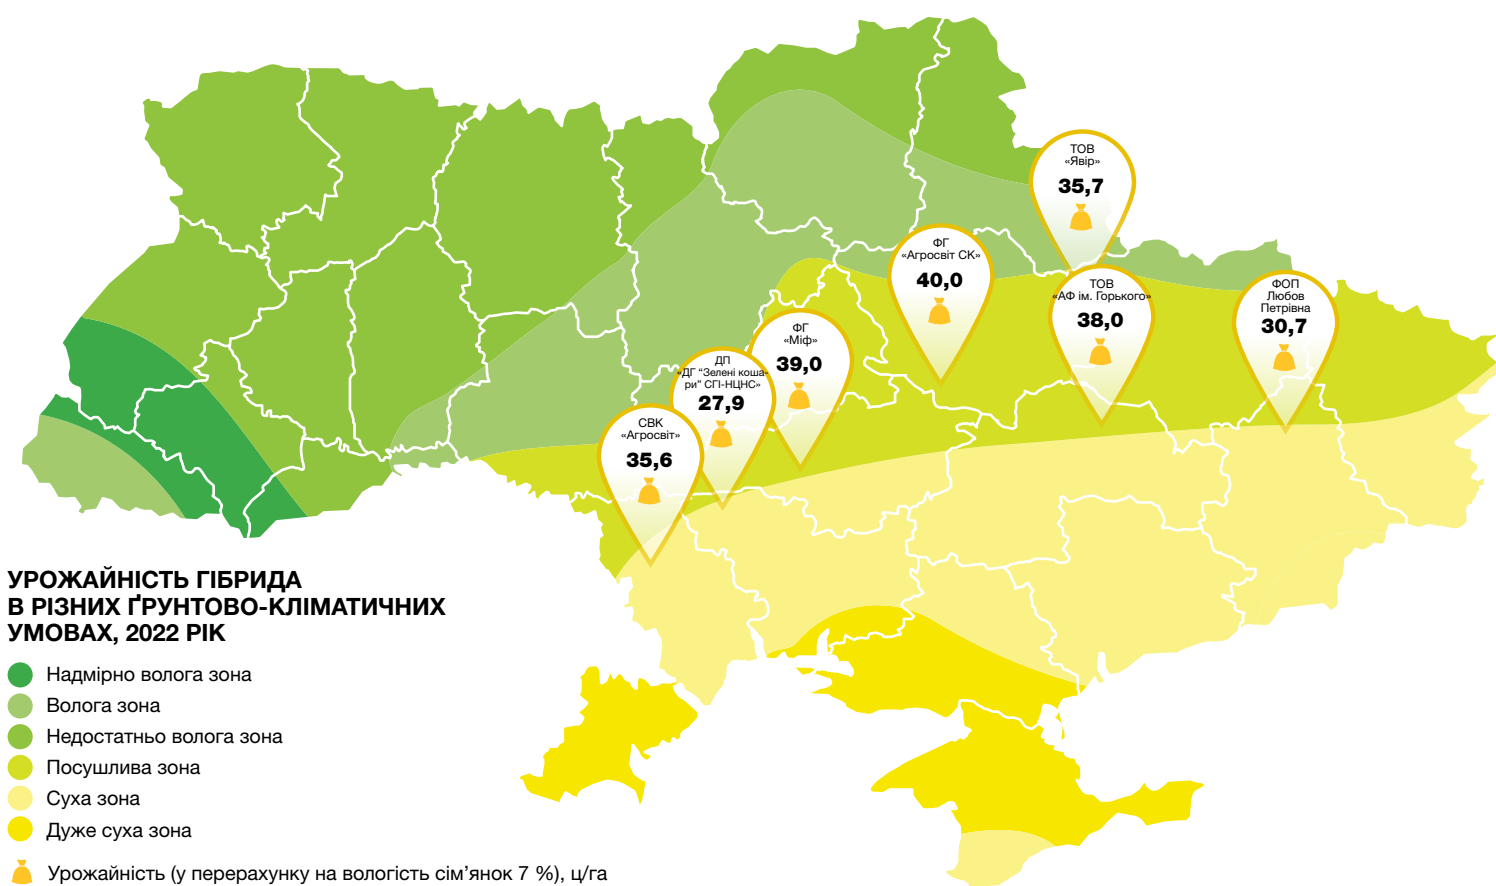 ТОВ
«Явір»
35,7
ФГ
«Агросвіт СК»
40,0
ТОВ
«АФ ім. Горького»
38,0
ФОП
Любов
Петрівна
30,7
ФГ
«Міф»
39,0
ДП
«ДГ "Зелені коша-
ри" СГІ-НЦНС»
27,9
СВК
«Агросвіт»
35,6
УРОЖАЙНІСТЬ ГІБРИДА
В РІЗНИХ ҐРУНТОВО-КЛІМАТИЧНИХ
УМОВАХ, 2022 РІК
Надмірно волога зона
Волога зона
Недостатньо волога зона
Посушлива зона
Суха зона
Дуже суха зона
Урожайність (у перерахунку на вологість сім’янок 7 %), ц/га